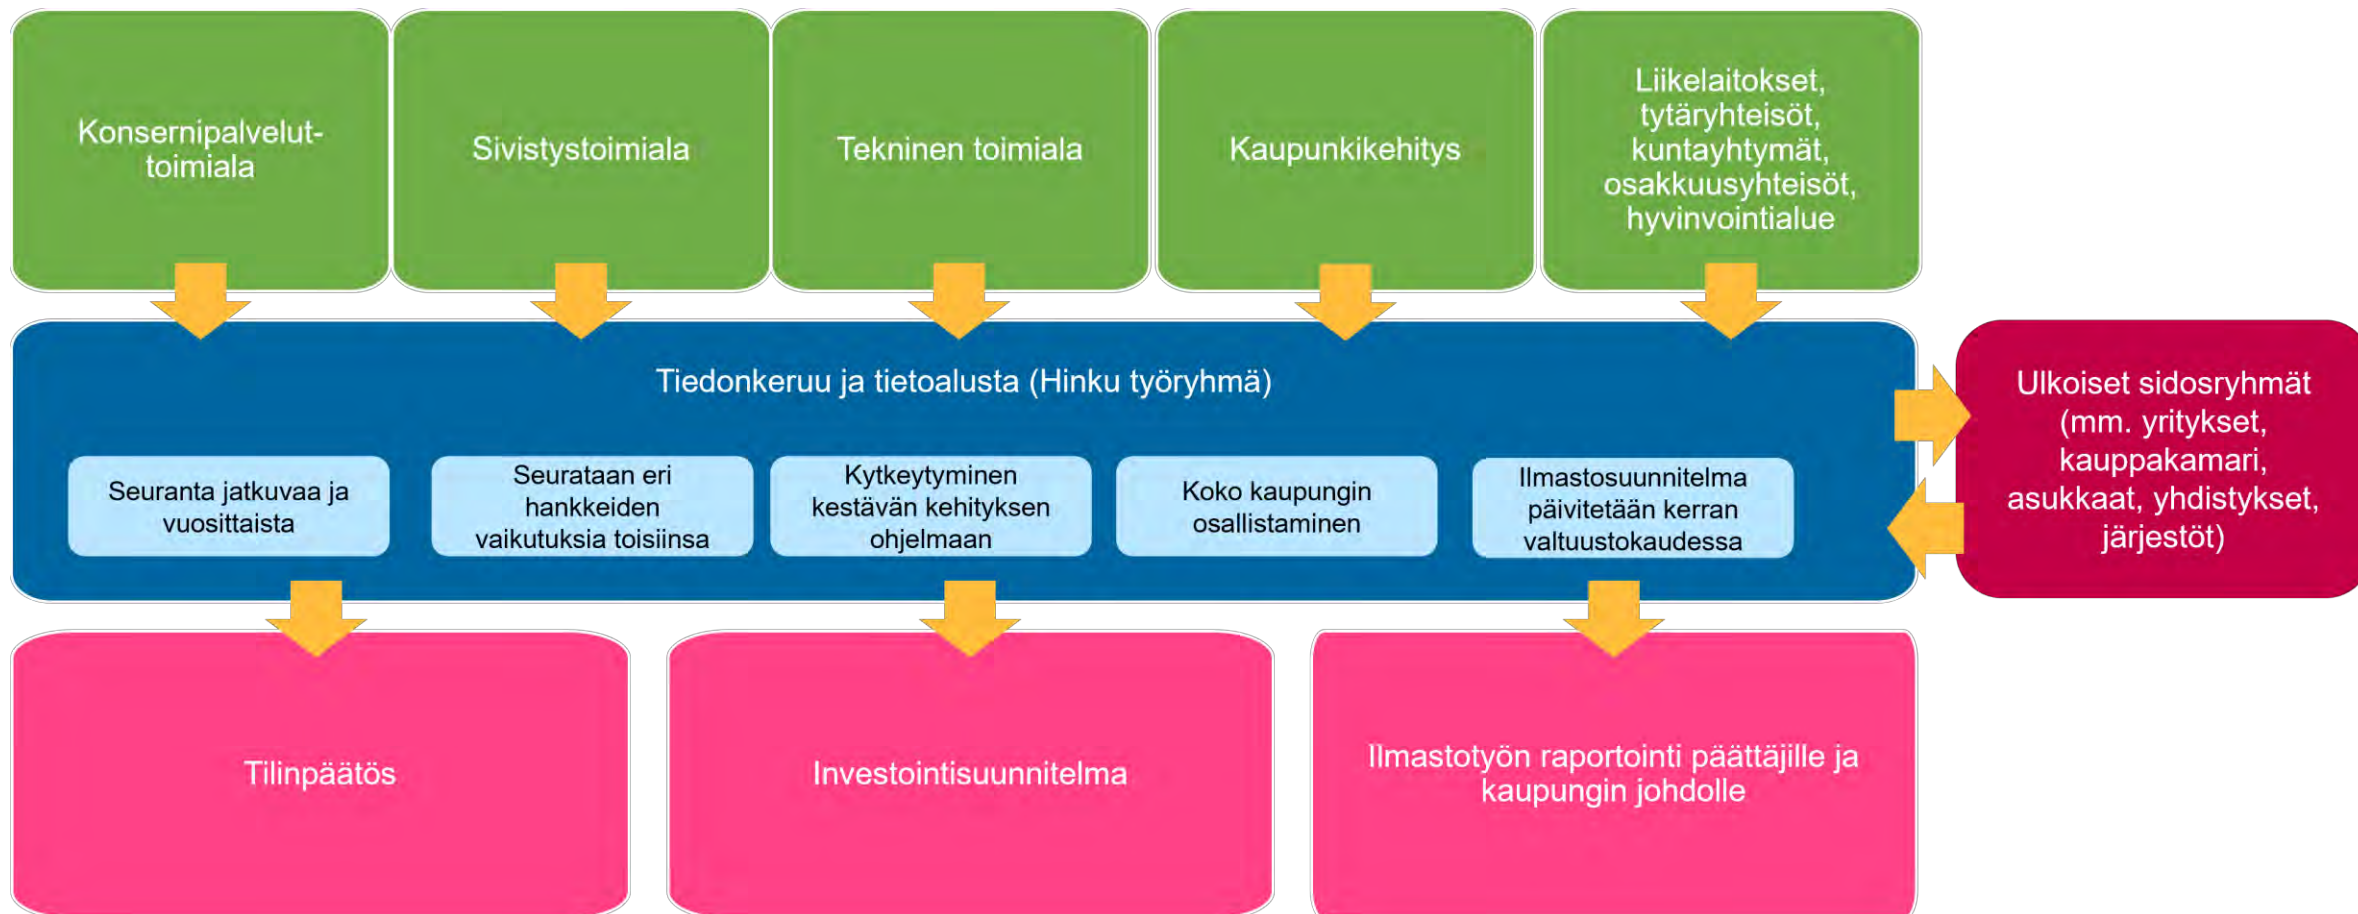 Konsernipalvelut-
toimiala
Sivistystoimiala
Tekninen toimiala
Kaupunkikehitys
Liikelaitokset,
tytäryhteisöt,
kuntayhtymät,
osakkuusyhteisöt,
hyvinvointialue
Tiedonkeruu ja tietoalusta (Hinku työryhmä)
Seuranta jatkuvaa ja
vuosittaista
Seurataan eri
hankkeiden
vaikutuksia toisiinsa
Kytkeytyminen
kestävän kehityksen
ohjelmaan
Koko kaupungin
osallistaminen
Ilmastosuunnitelma
päivitetään kerran
valtuustokaudessa
Ulkoiset sidosryhmät
(mm. yritykset,
kauppakamari,
asukkaat, yhdistykset,
järjestöt)
Tilinpäätös
Investointisuunnitelma
Ilmastotyön raportointi päättäjille ja
kaupungin johdolle